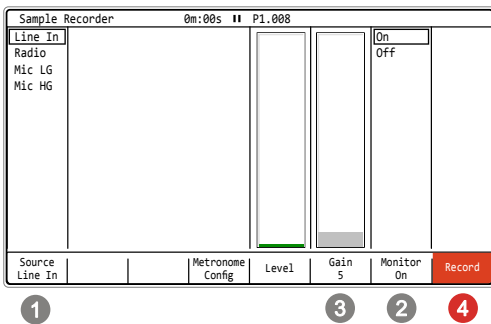 Sample Recorder 0m:00s II P1.008
Line In On
Radio Off
Mic LG
Mic HG
Source Metronome Level Gain Monitor Record
Line In Config 5 On
1 3 2 4